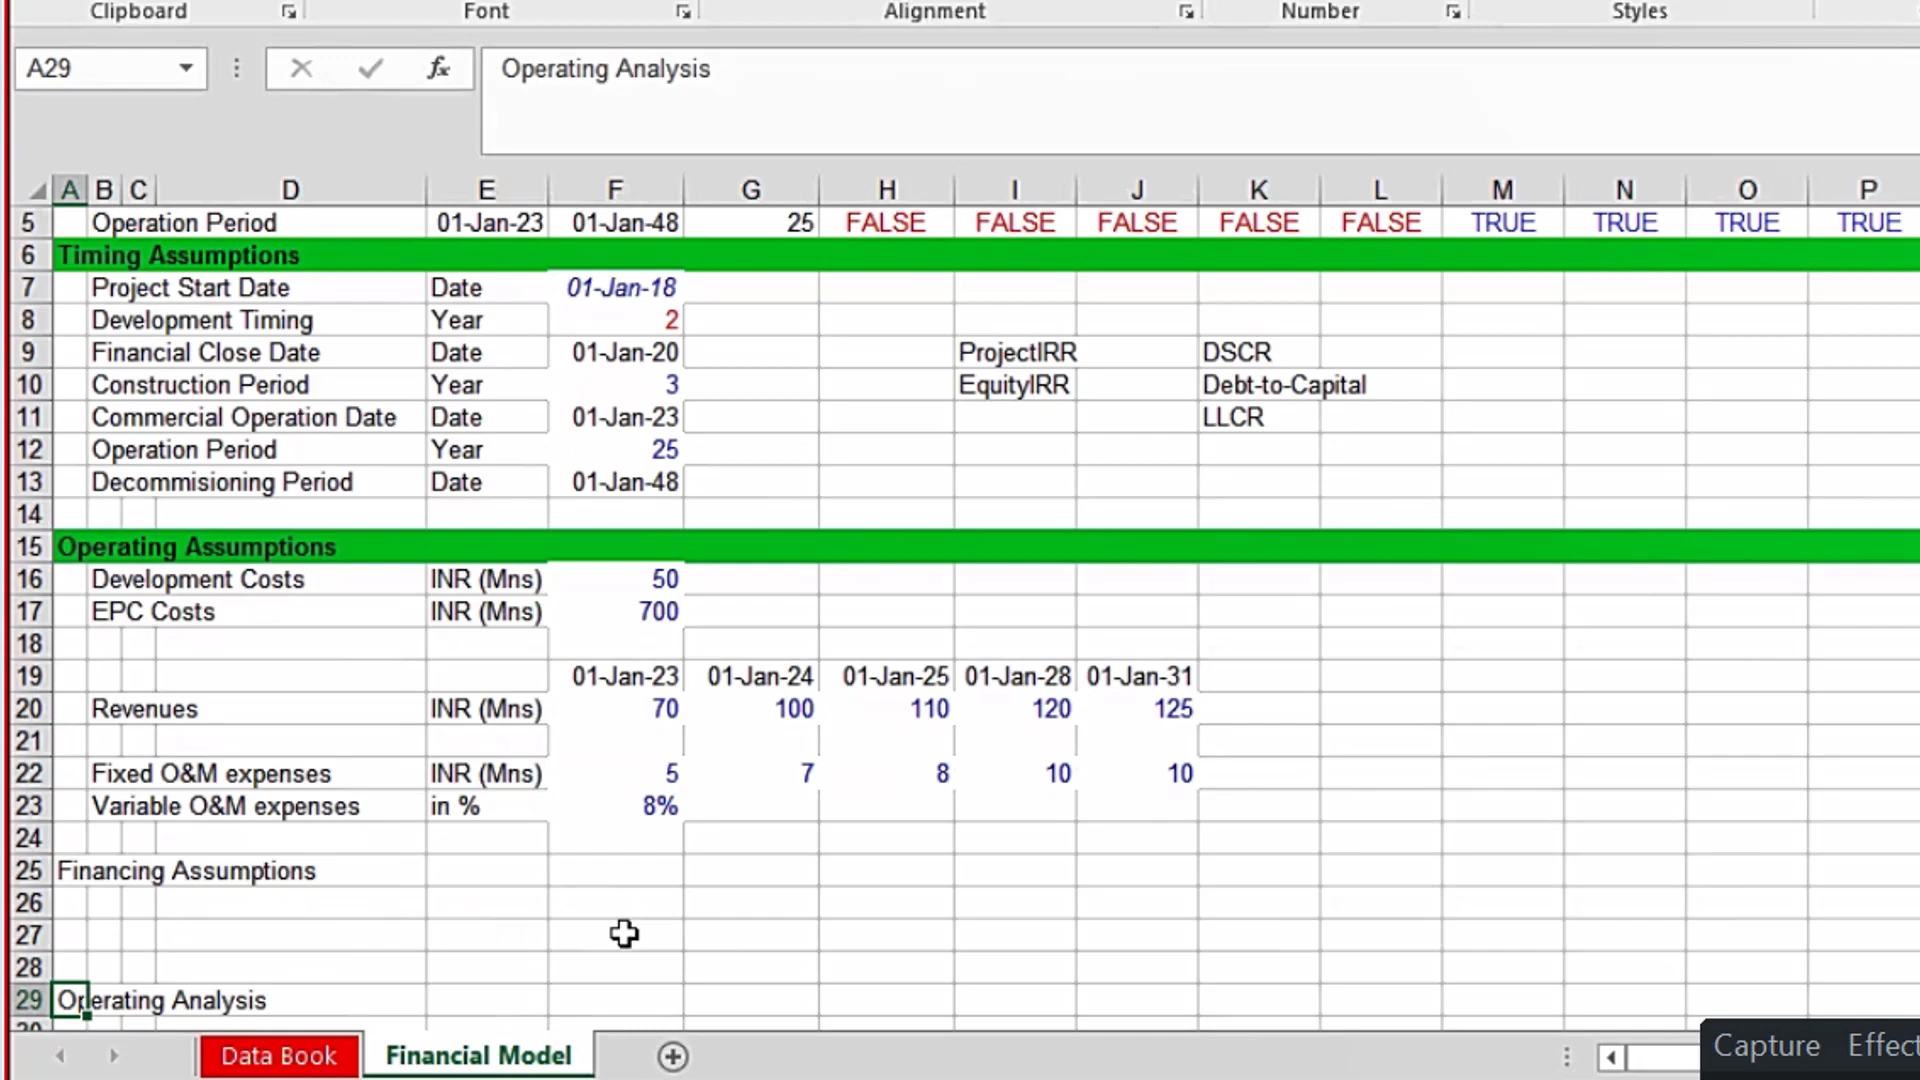 Clipboard Font Alignment Number Styles
A29 fx Operating Analysis
A B C D E F G H I J K L M N O P
5 Operation Period 01-Jan-23 01-Jan-48 25 FALSE FALSE FALSE FALSE FALSE TRUE TRUE TRUE TRUE
6 Timing Assumptions
7 Project Start Date Date 01-Jan-18
8 Development Timing Year 2
9 Financial Close Date Date 01-Jan-20 ProjectIRR DSCR
10 Construction Period Year 3 EquityIRR Debt-to-Capital
11 Commercial Operation Date Date 01-Jan-23 LLCR
12 Operation Period Year 25
13 Decommisioning Period Date 01-Jan-48
14
15 Operating Assumptions
16 Development Costs INR (Mns) 50
17 EPC Costs INR (Mns) 700
18
19 01-Jan-23 01-Jan-24 01-Jan-25 01-Jan-28 01-Jan-31
20 Revenues INR (Mns) 70 100 110 120 125
21
22 Fixed O&M expenses INR (Mns) 5 7 8 10 10
23 Variable O&M expenses in % 8%
24
25 Financing Assumptions
26
27
28
29 Operating Analysis
Data Book Financial Model
Capture Effect